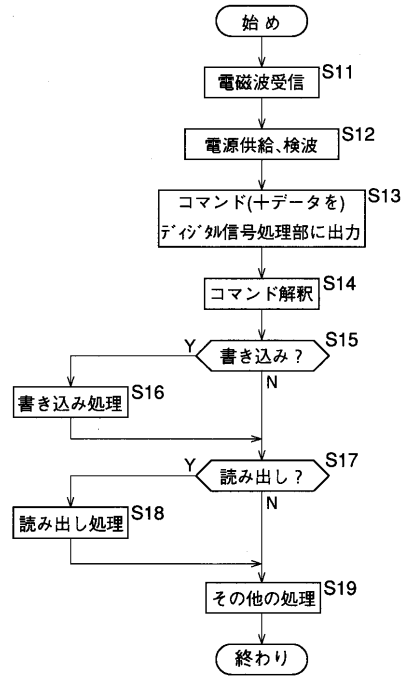 始め
電磁波受信 S11
電源供給、検波 S12
コマンド(+データを) S13
ﾃﾞｨｼﾞﾀﾙ信号処理部に出力
コマンド解釈 S14
書き込み? S15
Y
N
書き込み処理 S16
読み出し? S17
Y
N
読み出し処理 S18
その他の処理 S19
終わり